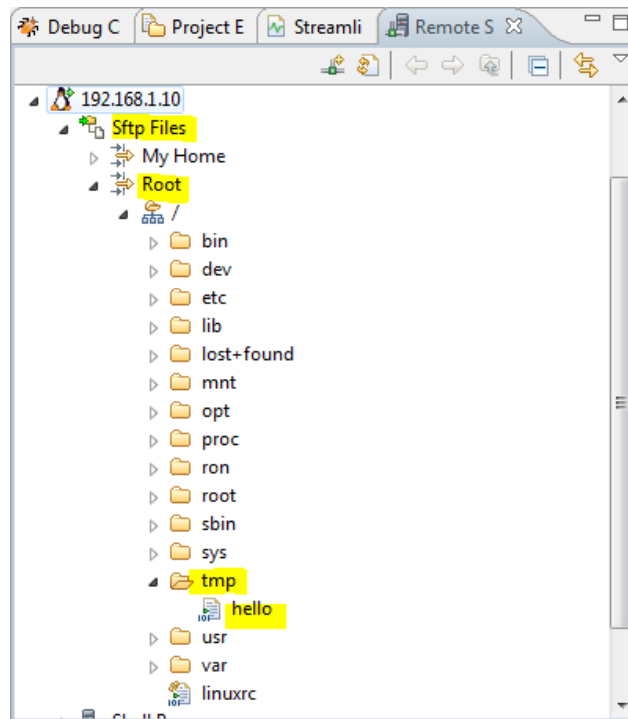 Debug C Project E Streamli Remote S
192.168.1.10
Sftp Files
My Home
Root
/
bin
dev
etc
lib
lost+found
mnt
opt
proc
ron
root
sbin
sys
tmp
hello
usr
var
linuxrc